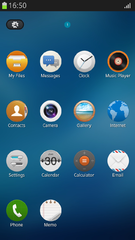 16:50
My Files Messages Clock Music Player
Contacts Camera Gallery Internet
Settings Calendar Calculator Email
Phone Memo